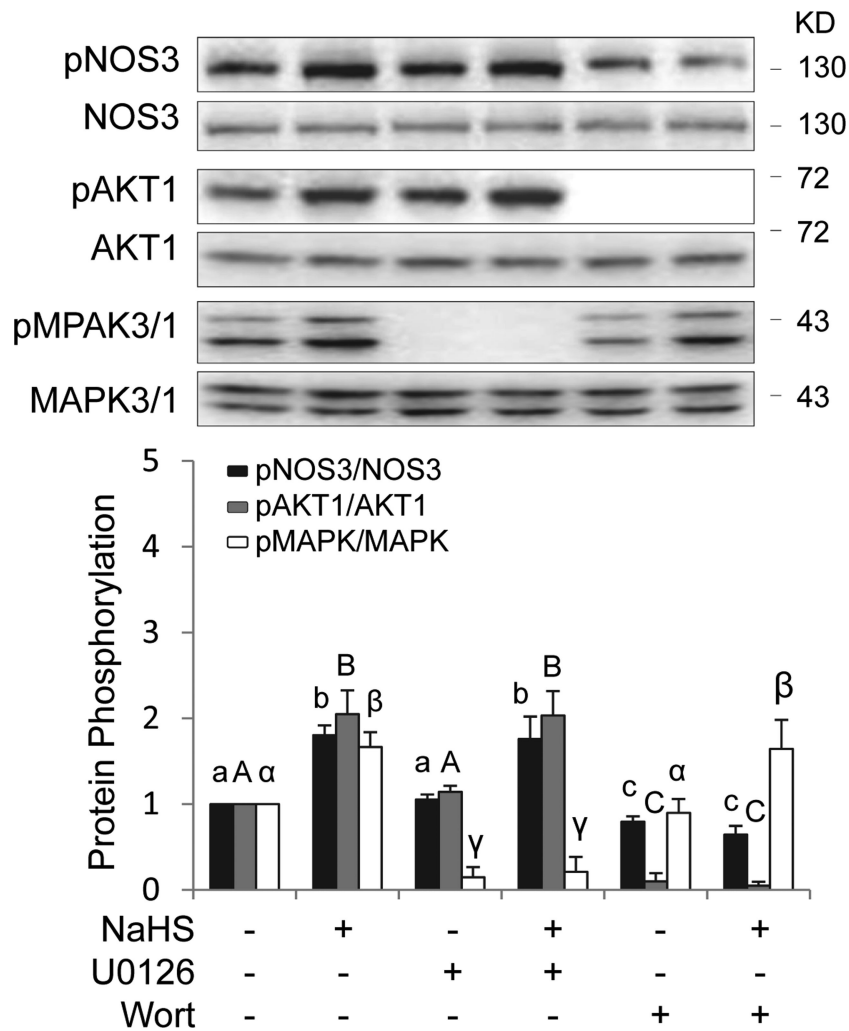 KD
pNOS3 - 130
NOS3 - 130
pAKT1 - 72
AKT1 - 72
pMPAK3/1 - 43
MAPK3/1 - 43
5
4
3
2
1
0
Protein Phosphorylation
pNOS3/NOS3
pAKT1/AKT1
pMAPK/MAPK
a A α b B β a A γ b B γ c C α c C β
NaHS - + - + - +
U0126 - - + + - -
Wort - - - - + +